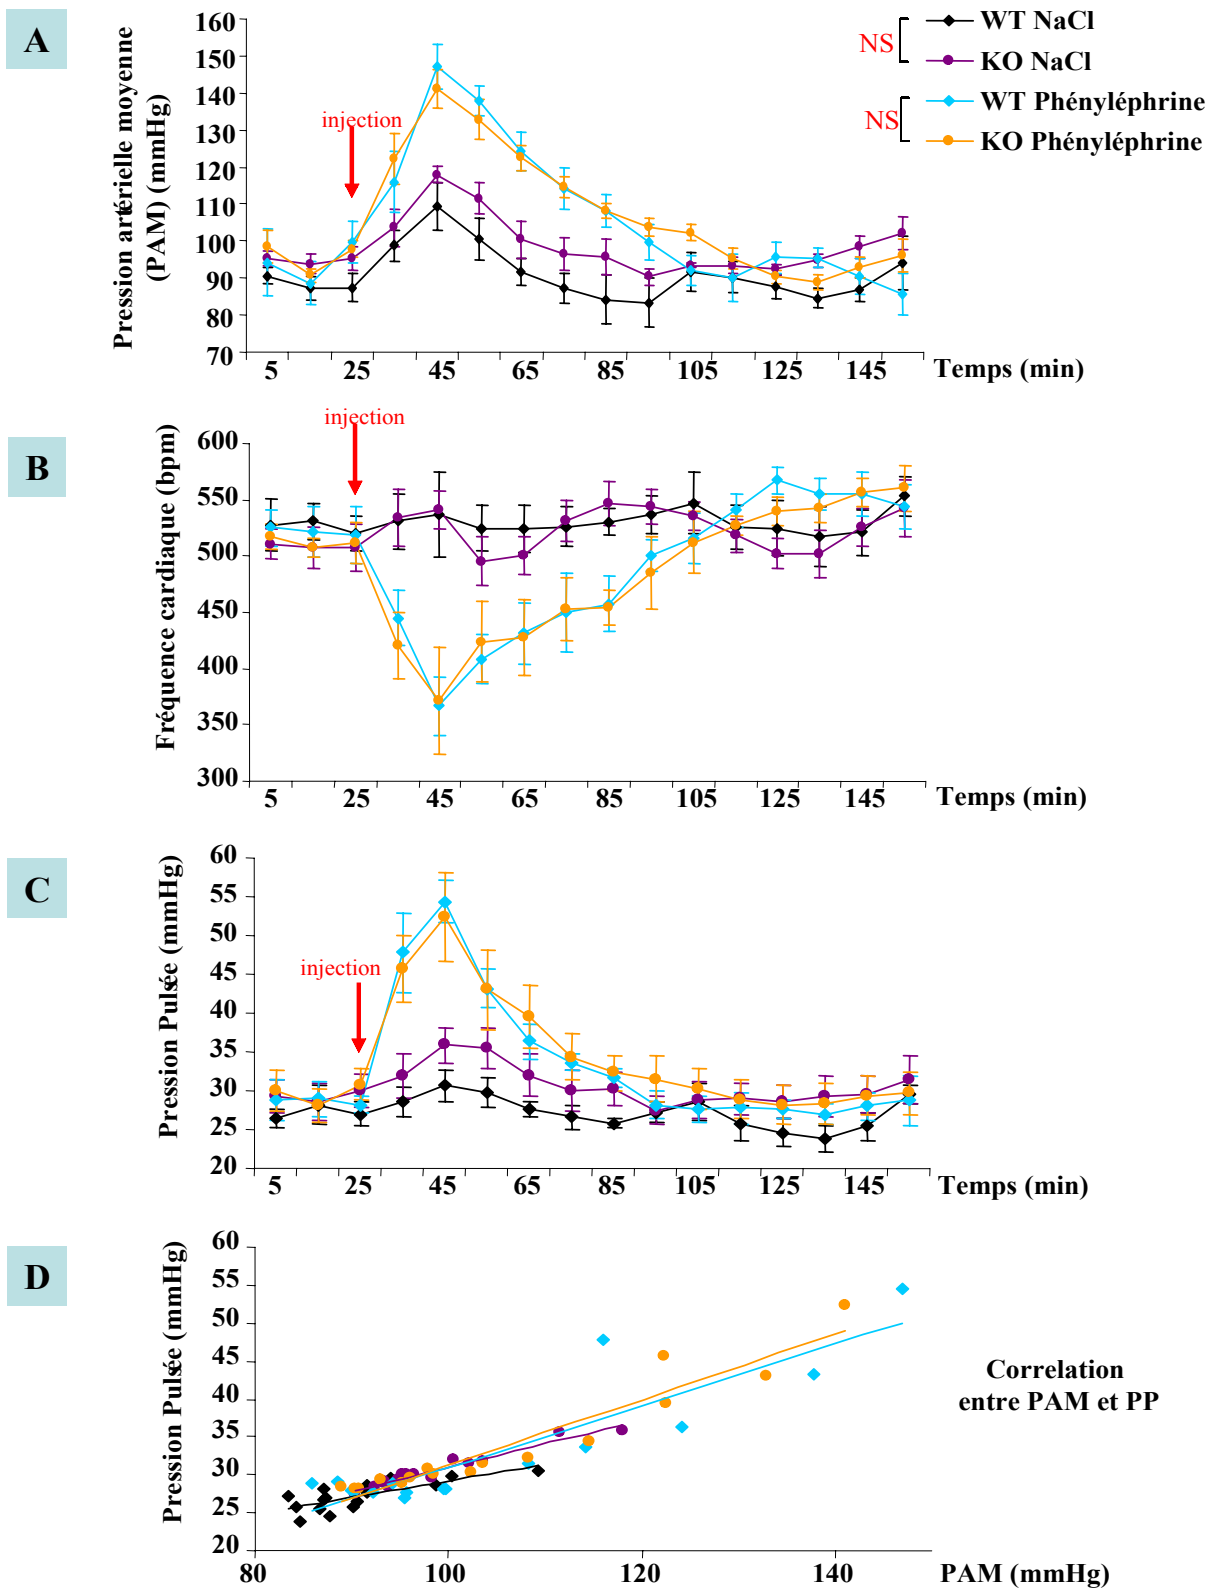 A
Pression artérielle moyenne
(PAM) (mmHg)
160
150
140
130
120
110
100
90
80
70
injection
NS
WT NaCl
KO NaCl
NS
WT Phényléphrine
KO Phényléphrine
5 25 45 65 85 105 125 145 Temps (min)
B
Fréquence cardiaque (bpm)
injection
600
550
500
450
400
350
300
5 25 45 65 85 105 125 145 Temps (min)
C
Pression Pulsée (mmHg)
60
55
50
45
40
35
30
25
20
injection
5 25 45 65 85 105 125 145 Temps (min)
D
Pression Pulsée (mmHg)
60
55
50
45
40
35
30
25
20
Correlation
entre PAM et PP
80 100 120 140 PAM (mmHg)